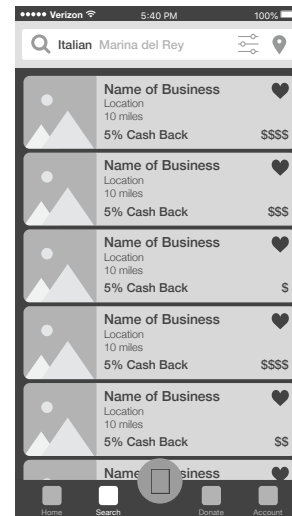 Verizon 5:40 PM 100%
Italian Marina del Rey
Name of Business
Location
10 miles
5% Cash Back $$$$
Name of Business
Location
10 miles
5% Cash Back $$$
Name of Business
Location
10 miles
5% Cash Back $
Name of Business
Location
10 miles
5% Cash Back $$$$
Name of Business
Location
10 miles
5% Cash Back $$
Location
Home Search Donate Account